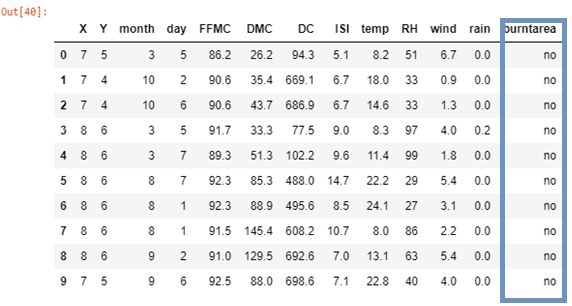 Out[40]:
X Y month day FFMC DMC DC ISI temp RH wind rain burntarea
0 7 5 3 5 86.2 26.2 94.3 5.1 8.2 51 6.7 0.0 no
1 7 4 10 2 90.6 35.4 669.1 6.7 18.0 33 0.9 0.0 no
2 7 4 10 6 90.6 43.7 686.9 6.7 14.6 33 1.3 0.0 no
3 8 6 3 5 91.7 33.3 77.5 9.0 8.3 97 4.0 0.2 no
4 8 6 3 7 89.3 51.3 102.2 9.6 11.4 99 1.8 0.0 no
5 8 6 8 7 92.3 85.3 488.0 14.7 22.2 29 5.4 0.0 no
6 8 6 8 1 92.3 88.9 495.6 8.5 24.1 27 3.1 0.0 no
7 8 6 8 1 91.5 145.4 608.2 10.7 8.0 86 2.2 0.0 no
8 8 6 9 2 91.0 129.5 692.6 7.0 13.1 63 5.4 0.0 no
9 7 5 9 6 92.5 88.0 698.6 7.1 22.8 40 4.0 0.0 no